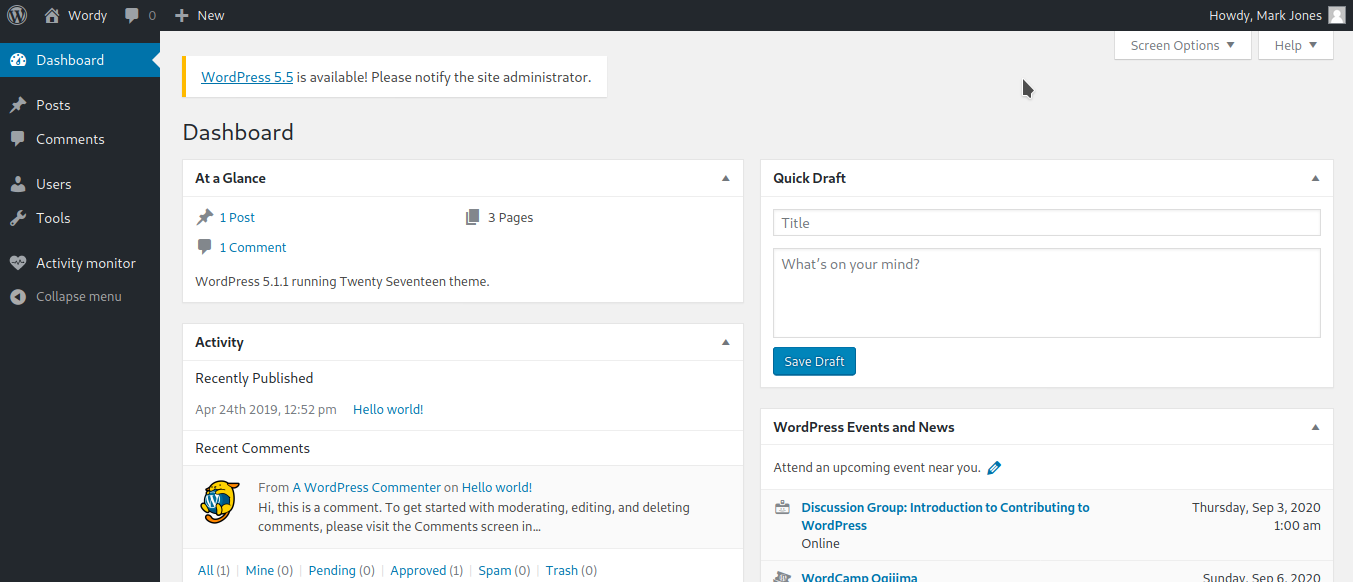 Wordy 0 New Howdy, Mark Jones
Screen Options Help
Dashboard
Posts
Comments
Users
Tools
Activity monitor
Collapse menu
WordPress 5.5 is available! Please notify the site administrator.
Dashboard
At a Glance
1 Post 3 Pages
1 Comment
WordPress 5.1.1 running Twenty Seventeen theme.
Activity
Recently Published
Apr 24th 2019, 12:52 pm Hello world!
Recent Comments
From A WordPress Commenter on Hello world!
Hi, this is a comment. To get started with moderating, editing, and deleting
comments, please visit the Comments screen in…
All (1) | Mine (0) | Pending (0) | Approved (1) | Spam (0) | Trash (0)
Quick Draft
Title
What's on your mind?
Save Draft
WordPress Events and News
Attend an upcoming event near you.
Discussion Group: Introduction to Contributing to
WordPress
Online
Thursday, Sep 3, 2020
1:00 am
WordCamp Ogijima
Sunday, Sep 6, 2020